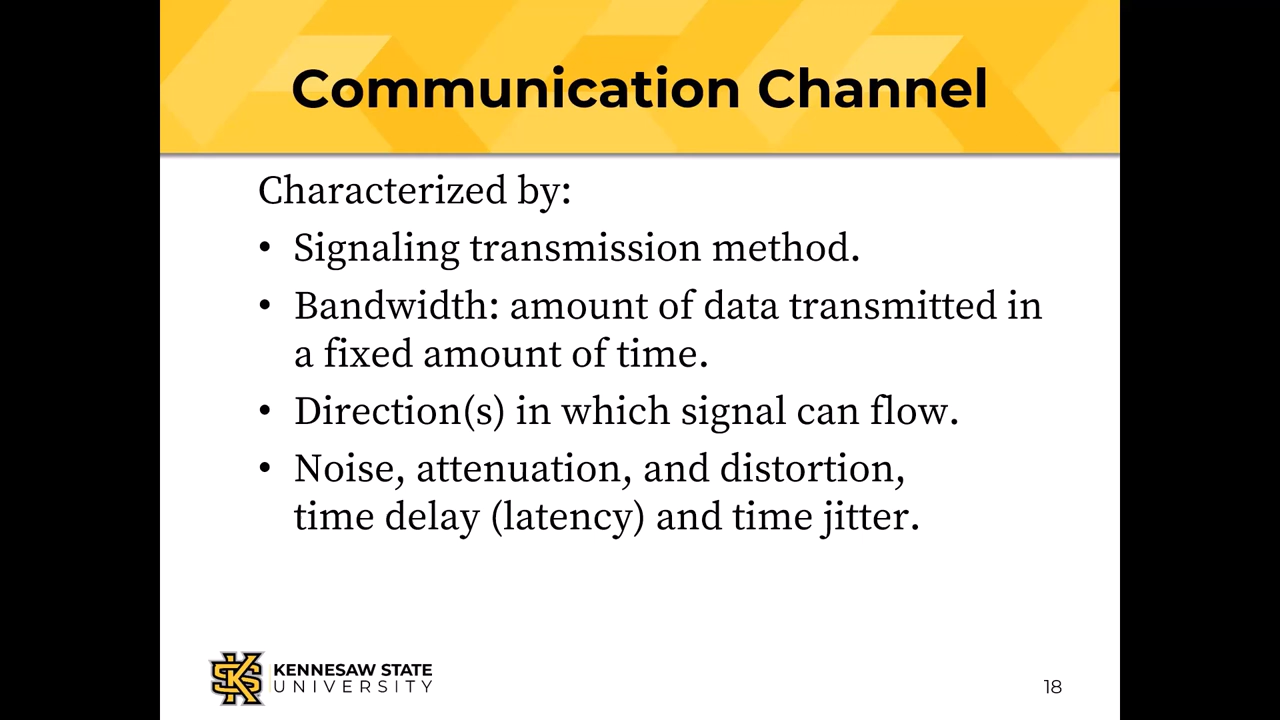 Communication Channel
Characterized by:
• Signaling transmission method.
• Bandwidth: amount of data transmitted in
a fixed amount of time.
• Direction(s) in which signal can flow.
• Noise, attenuation, and distortion,
time delay (latency) and time jitter.
KENNESAW STATE
UNIVERSITY
18